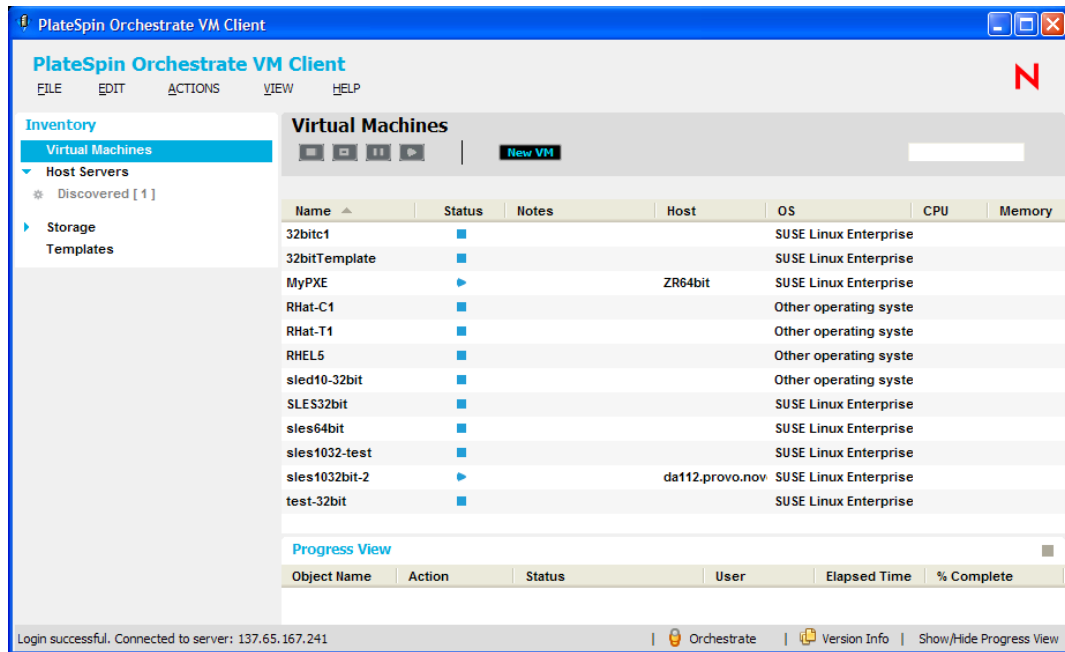 PlateSpin Orchestrate VM Client
PlateSpin Orchestrate VM Client
FILE EDIT ACTIONS VIEW HELP
N
Inventory
Virtual Machines
Host Servers
Discovered [ 1 ]
Storage
Templates
Virtual Machines
New VM
Name Status Notes Host OS CPU Memory
32bitc1 SUSE Linux Enterprise
32bitTemplate SUSE Linux Enterprise
MyPXE ZR64bit SUSE Linux Enterprise
RHat-C1 Other operating syste
RHat-T1 Other operating syste
RHEL5 Other operating syste
sled10-32bit Other operating syste
SLES32bit SUSE Linux Enterprise
sles64bit SUSE Linux Enterprise
sles1032-test SUSE Linux Enterprise
sles1032bit-2 da112.provo.nov SUSE Linux Enterprise
test-32bit SUSE Linux Enterprise
Progress View
Object Name Action Status User Elapsed Time % Complete
Login successful. Connected to server: 137.65.167.241 | Orchestrate | Version Info | Show/Hide Progress View